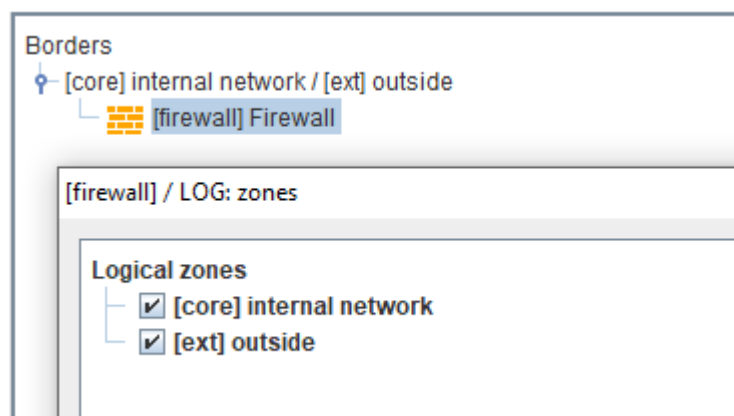 Borders
[core] internal network / [ext] outside
[firewall] Firewall
[firewall] / LOG: zones
Logical zones
[core] internal network
[ext] outside